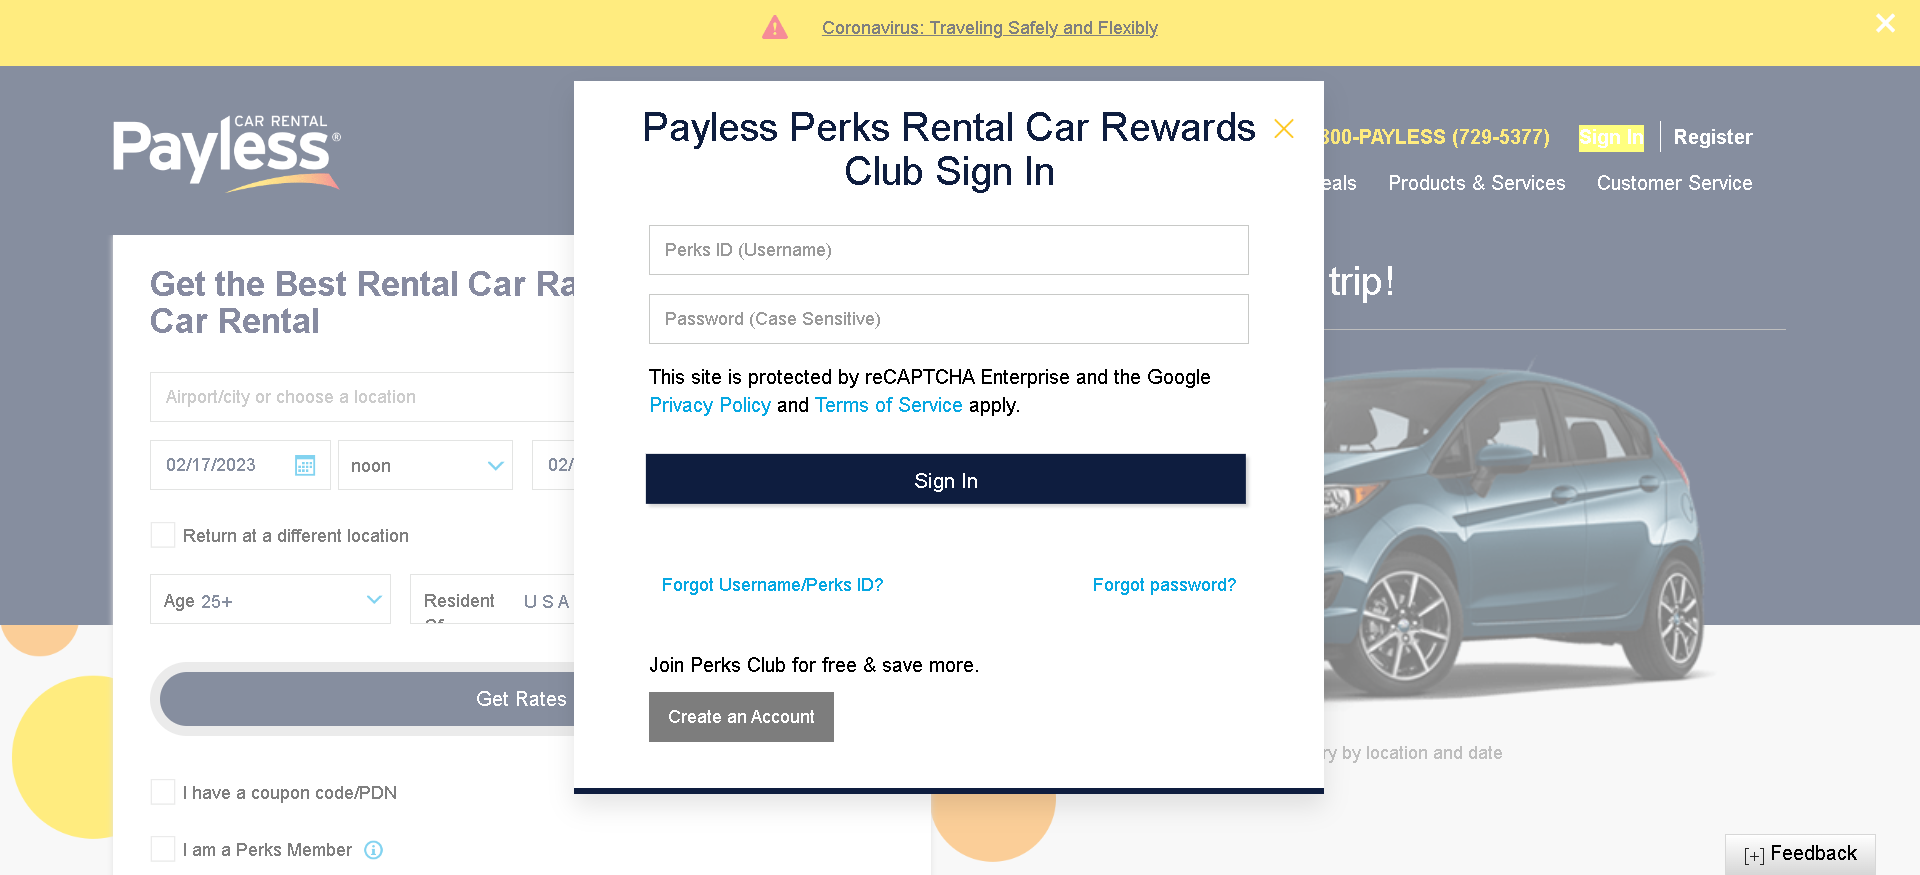 Coronavirus: Traveling Safely and Flexibly
CAR RENTAL
Payless®
800-PAYLESS (729-5377)
Sign In
Register
Products & Services
Customer Service
Payless Perks Rental Car Rewards
Club Sign In
Perks ID (Username)
Password (Case Sensitive)
This site is protected by reCAPTCHA Enterprise and the Google
Privacy Policy and Terms of Service apply.
Sign In
Forgot Username/Perks ID?
Forgot password?
Join Perks Club for free & save more.
Create an Account
Get the Best Rental Car
Car Rental
Airport/city or choose a location
02/17/2023
noon
02/
Return at a different location
Age 25+
Resident
U S A
Get Rates
I have a coupon code/PDN
I am a Perks Member
trip!
by location and date
[+] Feedback